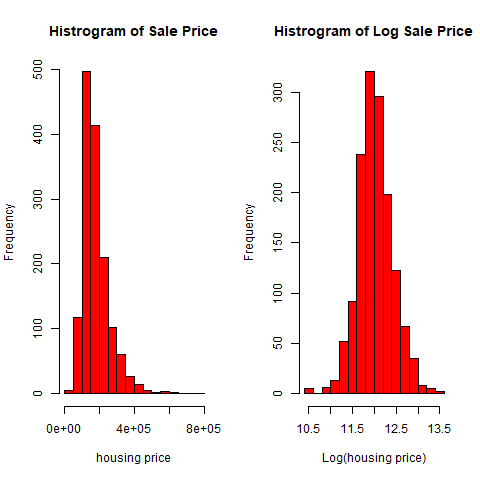 Histrogram of Sale Price
Histrogram of Log Sale Price
Frequency
0
100
200
300
400
500
0e+00
4e+05
8e+05
housing price
Frequency
0
50
100
150
200
250
300
10.5
11.5
12.5
13.5
Log(housing price)